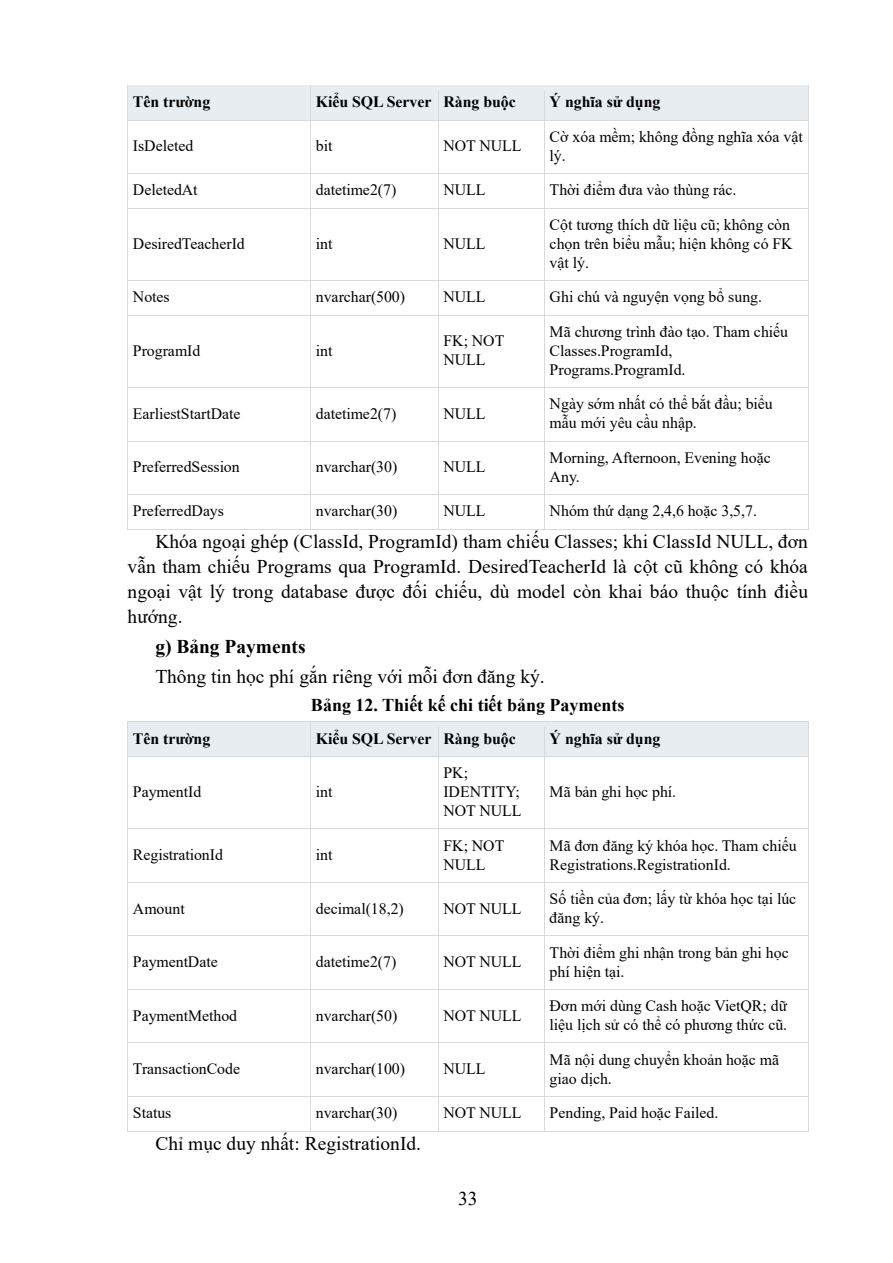 Tên trường Kiểu SQL Server Ràng buộc Ý nghĩa sử dụng
IsDeleted bit NOT NULL Cờ xóa mềm; không đồng nghĩa xóa vật
lý.
DeletedAt datetime2(7) NULL Thời điểm đưa vào thùng rác.
DesiredTeacherId int NULL Cột tương thích dữ liệu cũ; không còn
chọn trên biểu mẫu; hiện không có FK
vật lý.
Notes nvarchar(500) NULL Ghi chú và nguyện vọng bổ sung.
ProgramId int FK; NOT
NULL Mã chương trình đào tạo. Tham chiếu
Classes.ProgramId,
Programs.ProgramId.
EarliestStartDate datetime2(7) NULL Ngày sớm nhất có thể bắt đầu; biểu
mẫu mới yêu cầu nhập.
PreferredSession nvarchar(30) NULL Morning, Afternoon, Evening hoặc
Any.
PreferredDays nvarchar(30) NULL Nhóm thứ dạng 2,4,6 hoặc 3,5,7.
Khóa ngoại ghép (ClassId, ProgramId) tham chiếu Classes; khi ClassId NULL, đơn
vẫn tham chiếu Programs qua ProgramId. DesiredTeacherId là cột cũ không có khóa
ngoại vật lý trong database được đối chiếu, dù model còn khai báo thuộc tính điều
hướng.
g) Bảng Payments
Thông tin học phí gắn riêng với mỗi đơn đăng ký.
Bảng 12. Thiết kế chi tiết bảng Payments
Tên trường Kiểu SQL Server Ràng buộc Ý nghĩa sử dụng
PaymentId int PK;
IDENTITY;
NOT NULL Mã bản ghi học phí.
RegistrationId int FK; NOT
NULL Mã đơn đăng ký khóa học. Tham chiếu
Registrations.RegistrationId.
Amount decimal(18,2) NOT NULL Số tiền của đơn; lấy từ khóa học tại lúc
đăng ký.
PaymentDate datetime2(7) NOT NULL Thời điểm ghi nhận trong bản ghi học
phí hiện tại.
PaymentMethod nvarchar(50) NOT NULL Đơn mới dùng Cash hoặc VietQR; dữ
liệu lịch sử có thể có phương thức cũ.
TransactionCode nvarchar(100) NULL Mã nội dung chuyển khoản hoặc mã
giao dịch.
Status nvarchar(30) NOT NULL Pending, Paid hoặc Failed.
Chỉ mục duy nhất: RegistrationId.
33